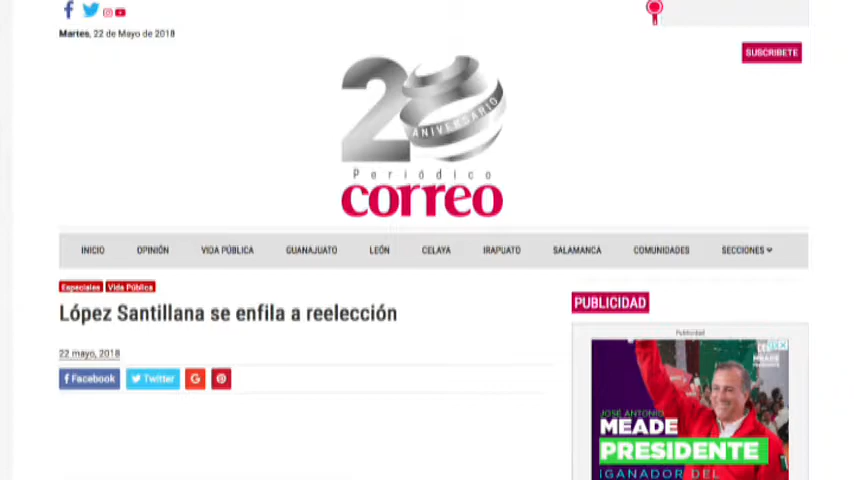 Martes, 22 de Mayo de 2018
SUSCRIBETE
20
ANIVERSARIO
Periódico
correo
INICIO OPINIÓN VIDA PÚBLICA GUANAJUATO LEÓN CELAYA IRAPUATO SALAMANCA COMUNIDADES SECCIONES
Especiales Vida Pública
López Santillana se enfila a reelección
22 mayo, 2018
Facebook Twitter
PUBLICIDAD
Publicidad
MEADE
JOSÉ ANTONIO
MEADE
PRESIDENTE
¡GANADOR DEL